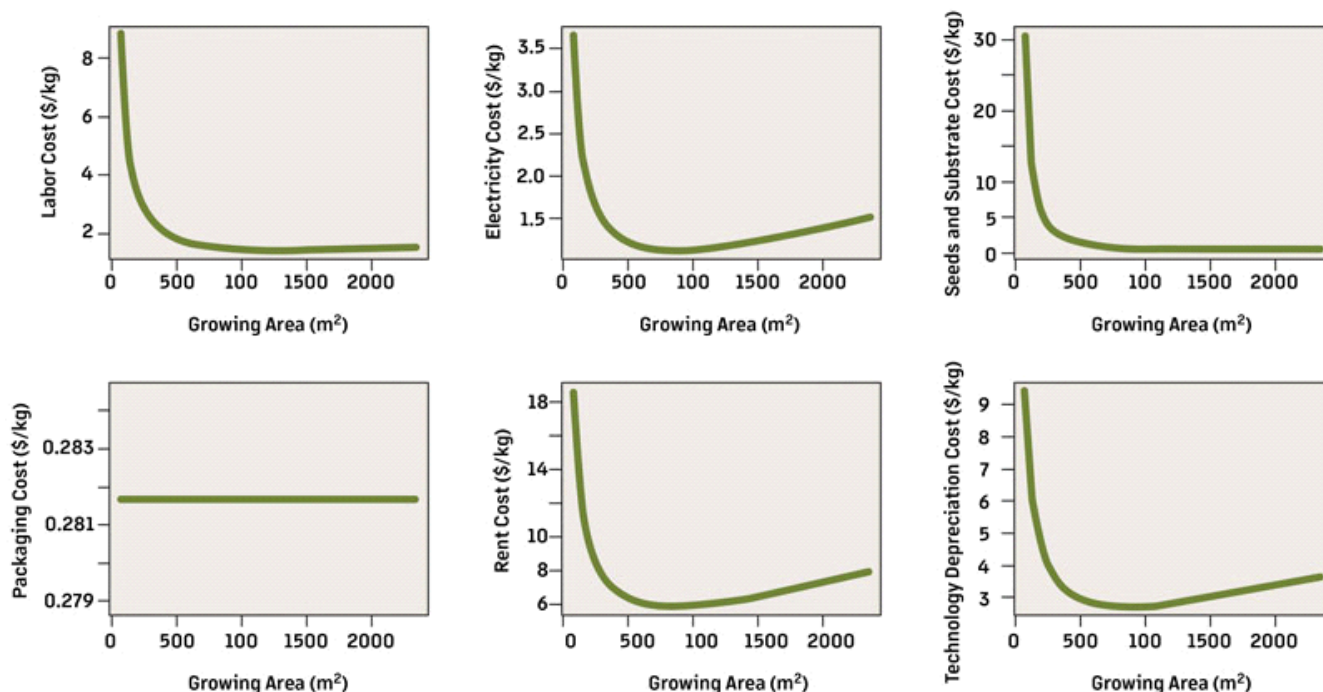 Labor Cost ($/kg)
8
6
4
2
0 500 100 1500 2000
Growing Area (m²)
Electricity Cost ($/kg)
3.5
3.0
2.5
2.0
1.5
0 500 100 1500 2000
Growing Area (m²)
Seeds and Substrate Cost ($/kg)
30
20
10
5
0
0 500 100 1500 2000
Growing Area (m²)
Packaging Cost ($/kg)
0.283
0.281
0.279
0 500 100 1500 2000
Growing Area (m²)
Rent Cost ($/kg)
18
14
10
8
6
0 500 100 1500 2000
Growing Area (m²)
Technology Depreciation Cost ($/kg)
9
8
7
6
5
4
3
0 500 100 1500 2000
Growing Area (m²)